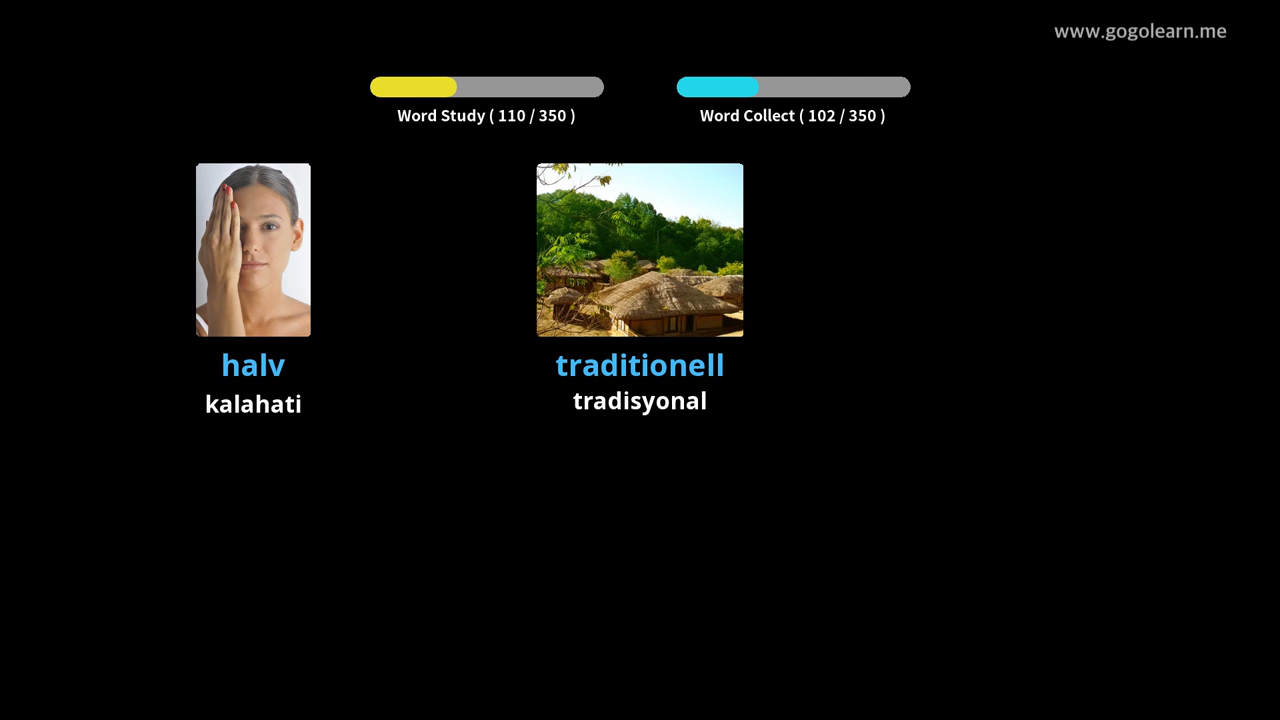 www.gogolearn.me
Word Study ( 110 / 350 )
Word Collect ( 102 / 350 )
halv
kalahati
traditionell
tradisyonal